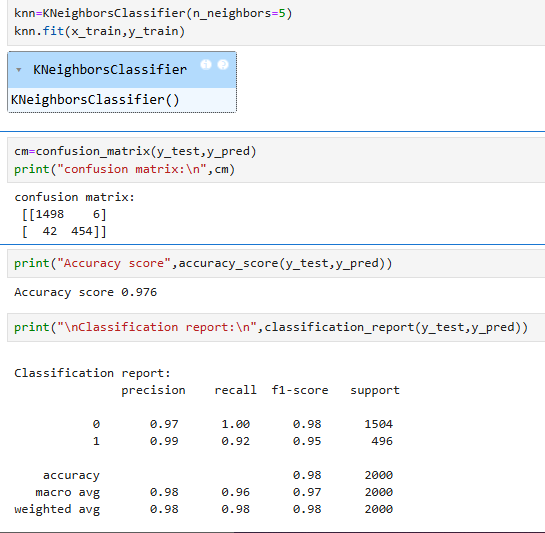 knn=KNeighborsClassifier(n_neighbors=5)
knn.fit(x_train,y_train)
▾ KNeighborsClassifier i ?
KNeighborsClassifier()
cm=confusion_matrix(y_test,y_pred)
print("confusion matrix:\n",cm)
confusion matrix:
 [[1498    6]
 [  42  454]]
print("Accuracy score",accuracy_score(y_test,y_pred))
Accuracy score 0.976
print("\nClassification report:\n",classification_report(y_test,y_pred))
Classification report:
              precision    recall  f1-score   support
           0       0.97      1.00      0.98      1504
           1       0.99      0.92      0.95       496
    accuracy                           0.98      2000
   macro avg       0.98      0.96      0.97      2000
weighted avg       0.98      0.98      0.98      2000